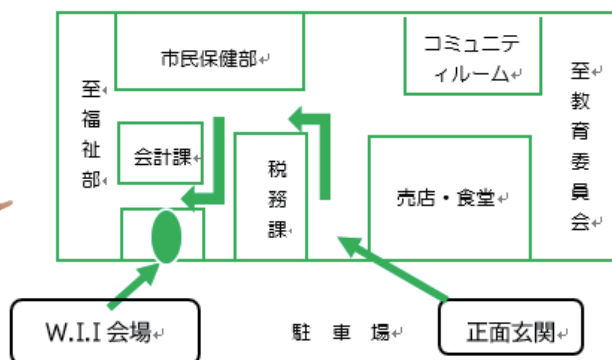 市民保健部
コミュニテ
ィルーム
至教育委員会
至福祉部
会計課
税務課
売店・食堂
W.I.I 会場
駐 車 場
正面玄関